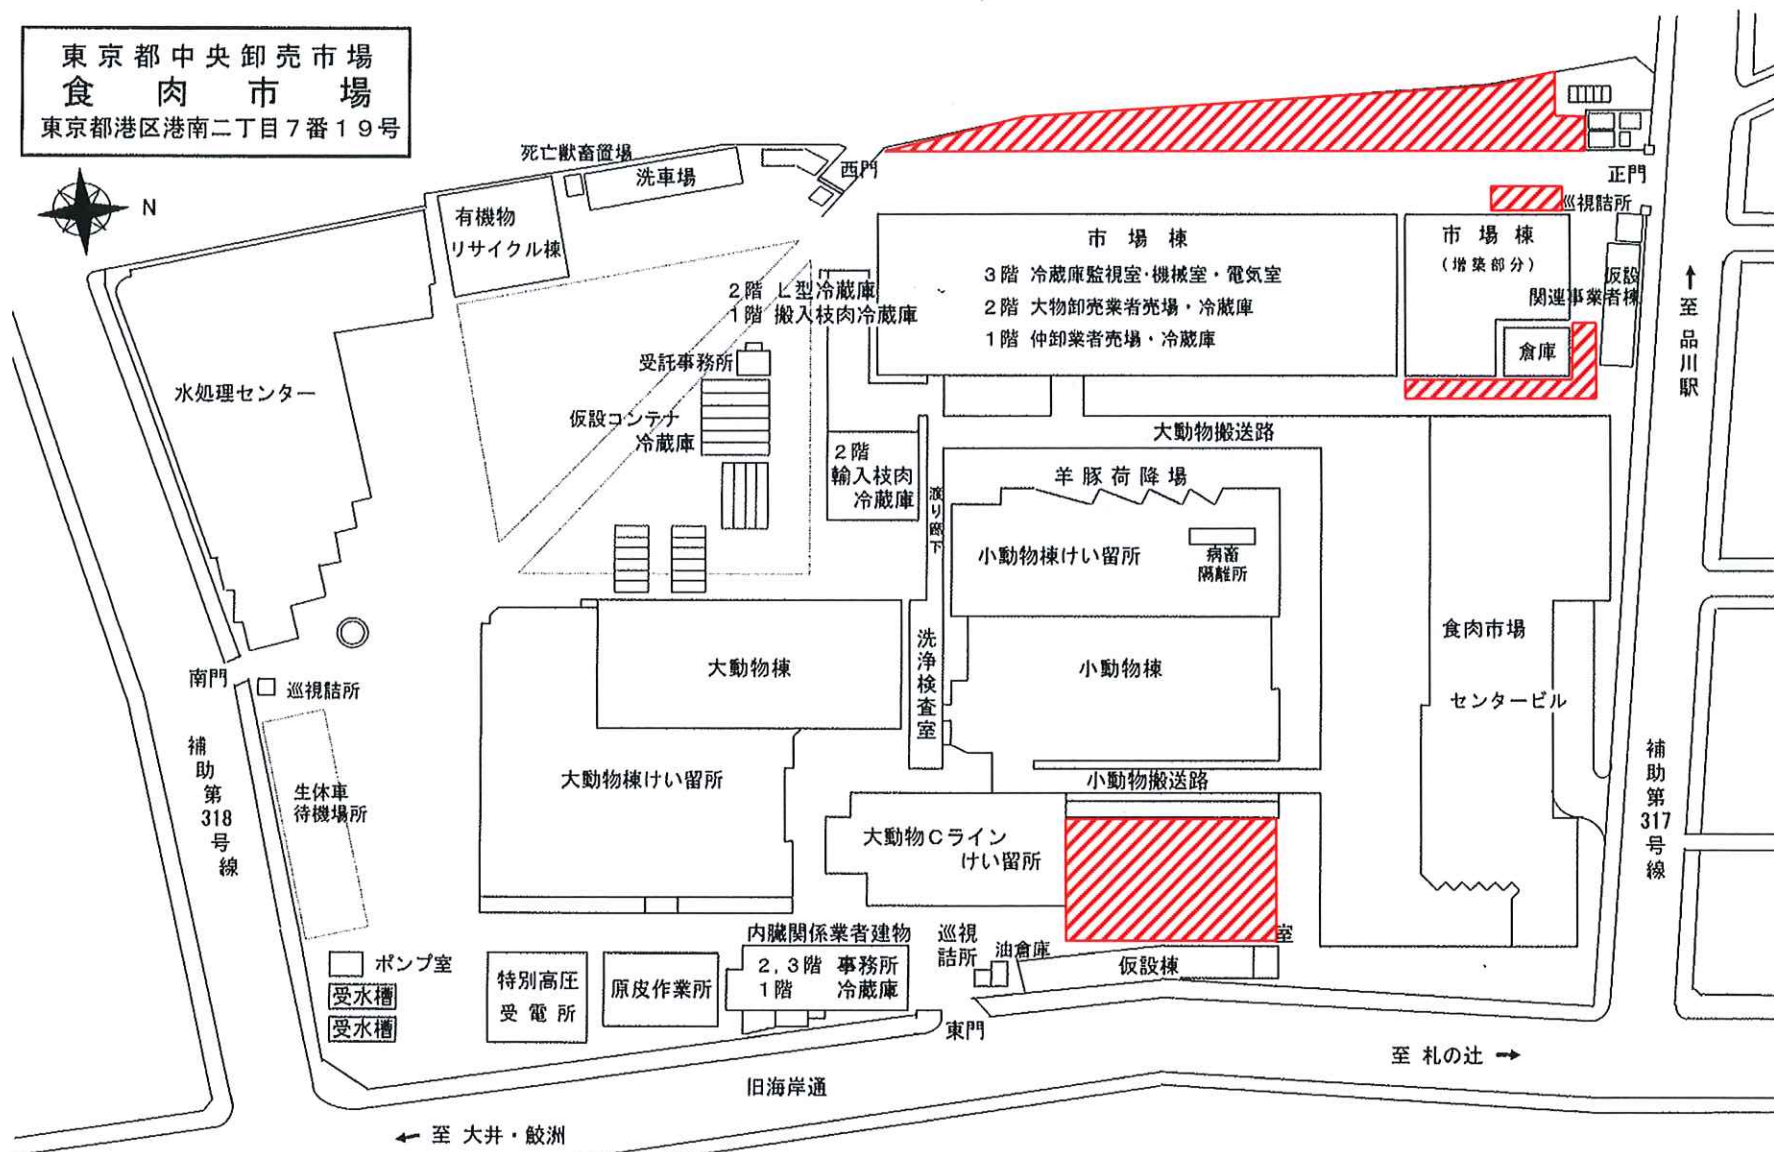 東京都中央卸売市場
食肉市場
東京都港区港南二丁目7番19号
N
死亡獣畜置場
洗車場
西門
正門
有機物
リサイクル棟
巡視詰所
市場棟
3階 冷蔵庫監視室・機械室・電気室
2階 大物卸売業者売場・冷蔵庫
1階 仲卸業者売場・冷蔵庫
市場棟
(増築部分)
仮設
関連事業者棟
倉庫
↑至品川駅
2階 L型冷蔵庫
1階 搬入枝肉冷蔵庫
受託事務所
仮設コンテナ
冷蔵庫
水処理センター
2階
輸入枝肉
冷蔵庫
渡り廊下
大動物搬送路
羊豚荷降場
小動物棟けい留所
病畜
隔離所
食肉市場
センタービル
洗浄検査室
大動物棟
小動物棟
南門
巡視詰所
補助第318号線
生体車
待機場所
大動物棟けい留所
小動物搬送路
大動物Cライン
けい留所
補助第317号線
ポンプ室
受水槽
受水槽
特別高圧
受電所
原皮作業所
内臓関係業者建物
2,3階 事務所
1階 冷蔵庫
巡視
詰所
油倉庫
仮設棟
室
東門
至 札の辻 →
旧海岸通
← 至 大井・鮫洲